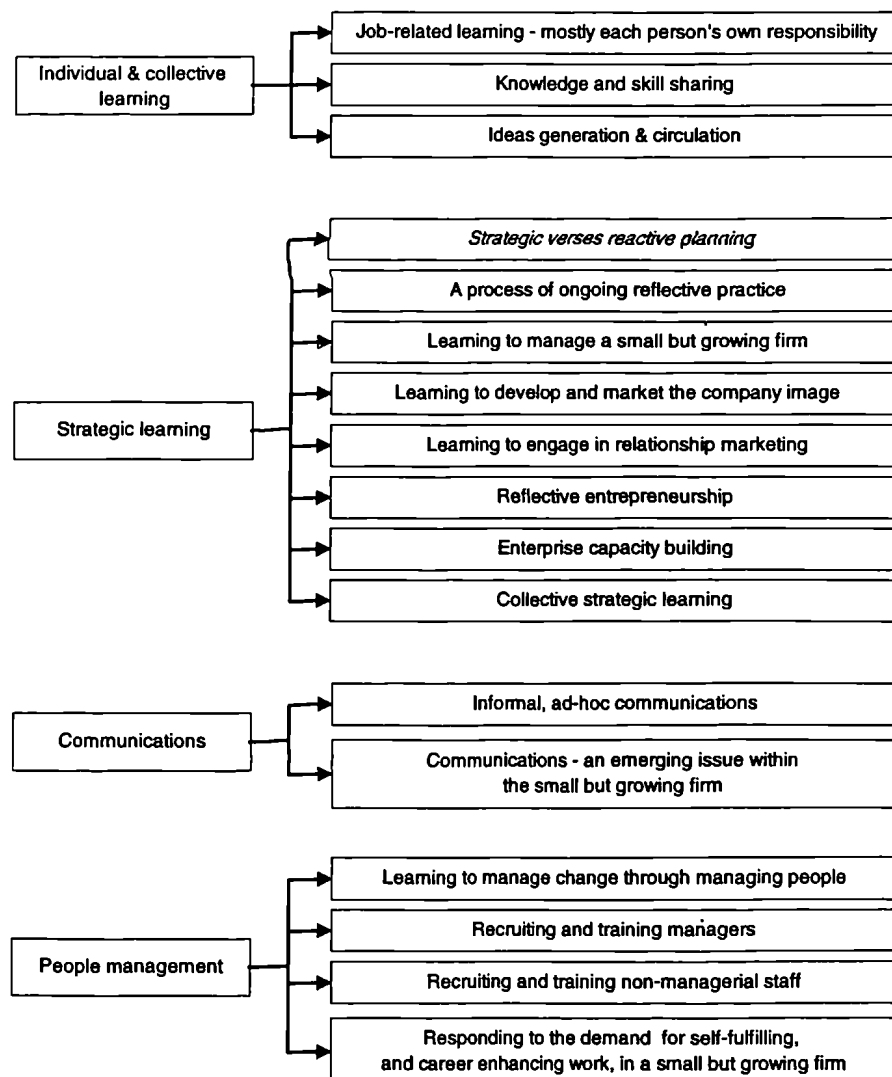 Individual & collective
learning
Job-related learning - mostly each person's own responsibility
Knowledge and skill sharing
Ideas generation & circulation
Strategic learning
Strategic verses reactive planning
A process of ongoing reflective practice
Learning to manage a small but growing firm
Learning to develop and market the company image
Learning to engage in relationship marketing
Reflective entrepreneurship
Enterprise capacity building
Collective strategic learning
Communications
Informal, ad-hoc communications
Communications - an emerging issue within
the small but growing firm
People management
Learning to manage change through managing people
Recruiting and training managers
Recruiting and training non-managerial staff
Responding to the demand for self-fulfilling,
and career enhancing work, in a small but growing firm